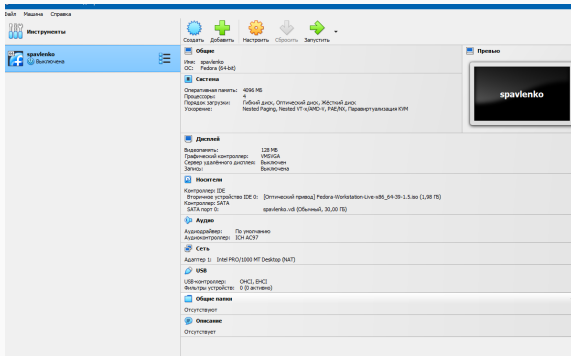 Файл Машина Справка
Инструменты
Создать Добавить Настроить Сбросить Запустить
spavlenko
Выключена
Общие
Имя: spavlenko
ОС: Fedora (64-bit)
Превью
spavlenko
Система
Оперативная память: 4096 МБ
Процессоры: 4
Порядок загрузки: Гибкий диск, Оптический диск, Жёсткий диск
Ускорение: Nested Paging, Nested VT-x/AMD-V, PAE/NX, Паравиртуализация KVM
Дисплей
Видеопамять: 128 МБ
Графический контроллер: VMSVGA
Сервер удалённого дисплея: Выключен
Запись: Выключена
Носители
Контроллер: IDE
Вторичное устройство IDE 0: [Оптический привод] Fedora-Workstation-Live-x86_64-39-1.5.iso (1,98 ГБ)
Контроллер: SATA
SATA порт 0: spavlenko.vdi (Обычный, 30,00 ГБ)
Аудио
Аудиодрайвер: По умолчанию
Аудиоконтроллер: ICH AC97
Сеть
Адаптер 1: Intel PRO/1000 MT Desktop (NAT)
USB
USB-контроллер: OHCI, EHCI
Фильтры устройств: 0 (0 активно)
Общие папки
Отсутствуют
Описание
Отсутствует